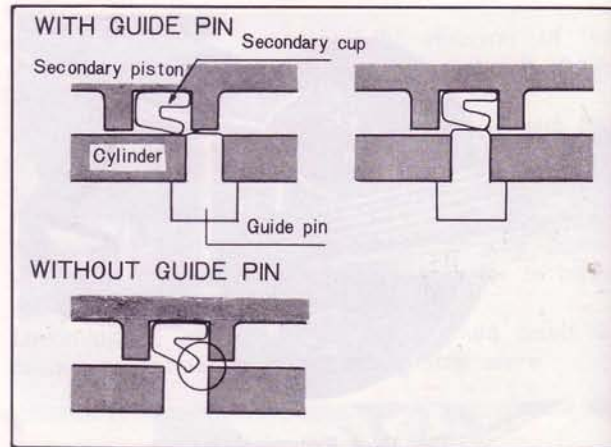 WITH GUIDE PIN
Secondary cup
Secondary piston
Cylinder
Guide pin
WITHOUT GUIDE PIN